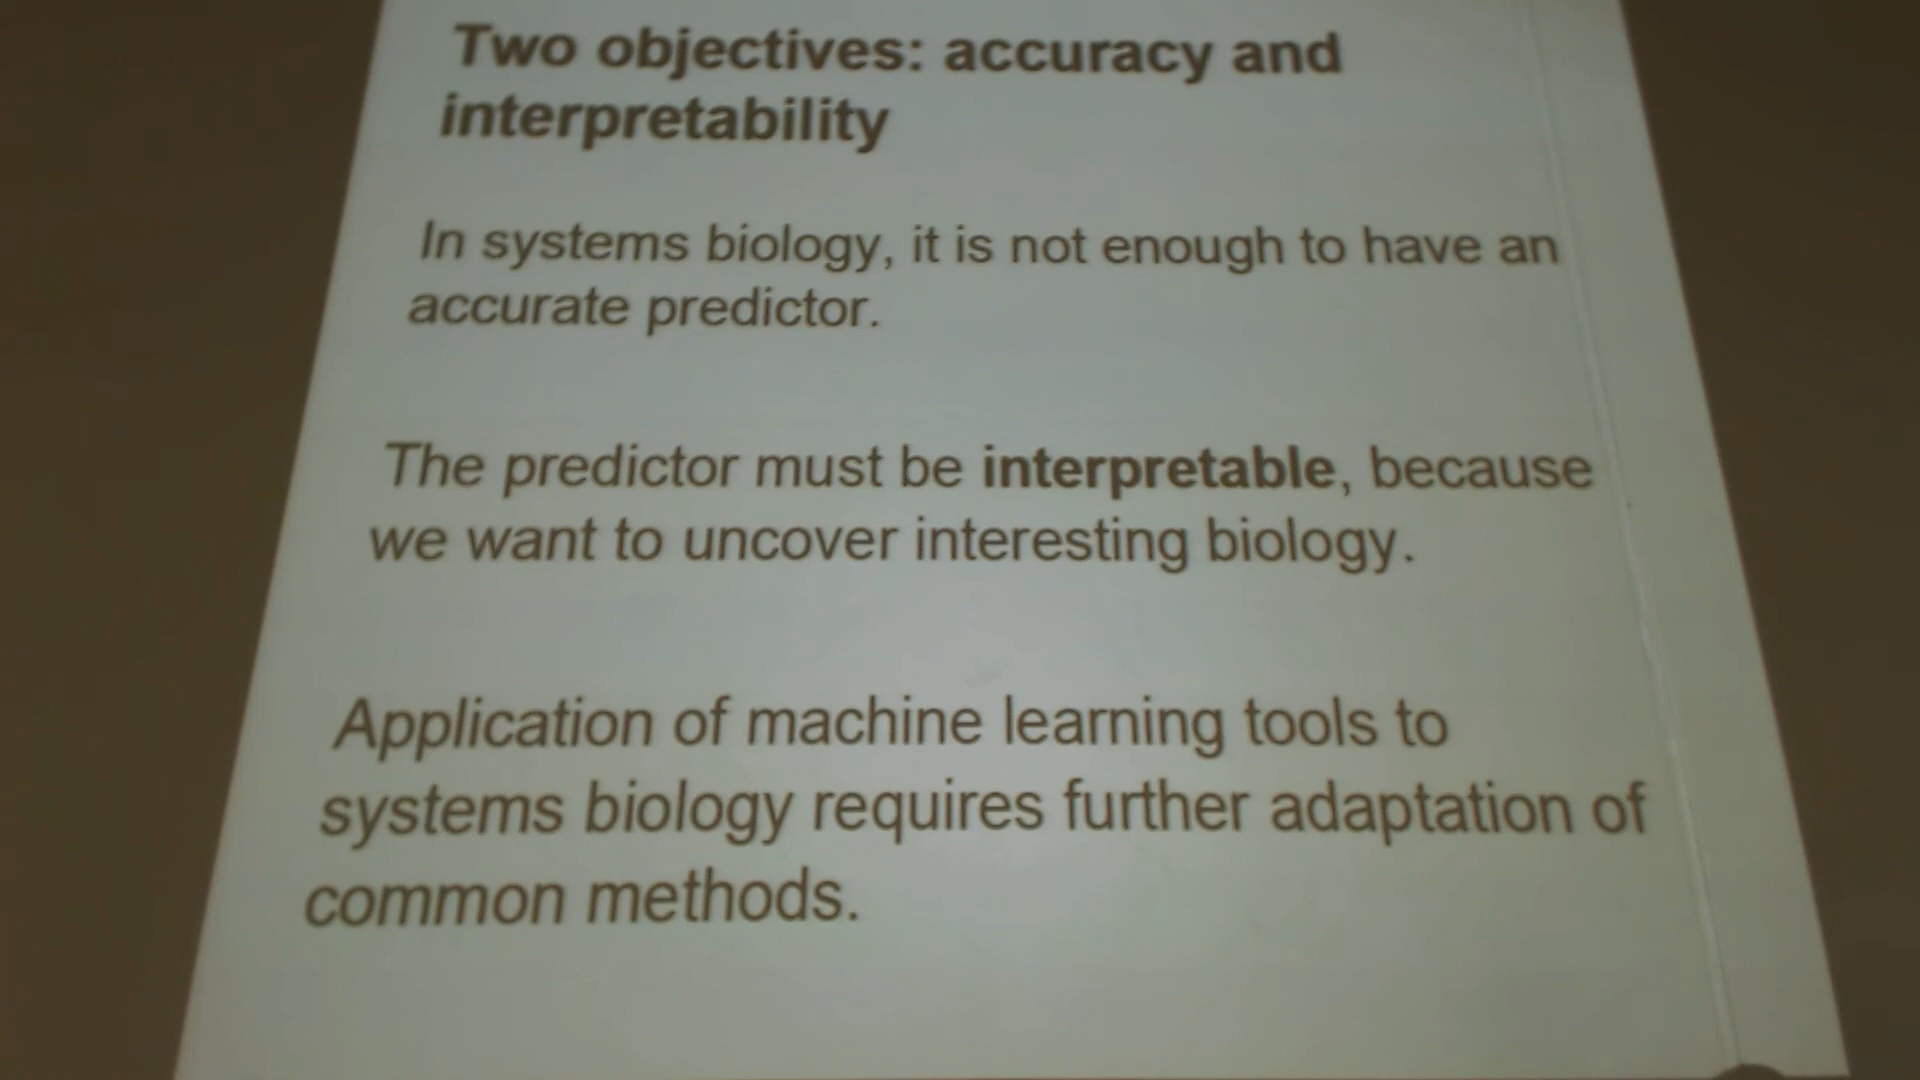 Two objectives: accuracy and
interpretability
In systems biology, it is not enough to have an
accurate predictor.
The predictor must be interpretable, because
we want to uncover interesting biology.
Application of machine learning tools to
systems biology requires further adaptation of
common methods.